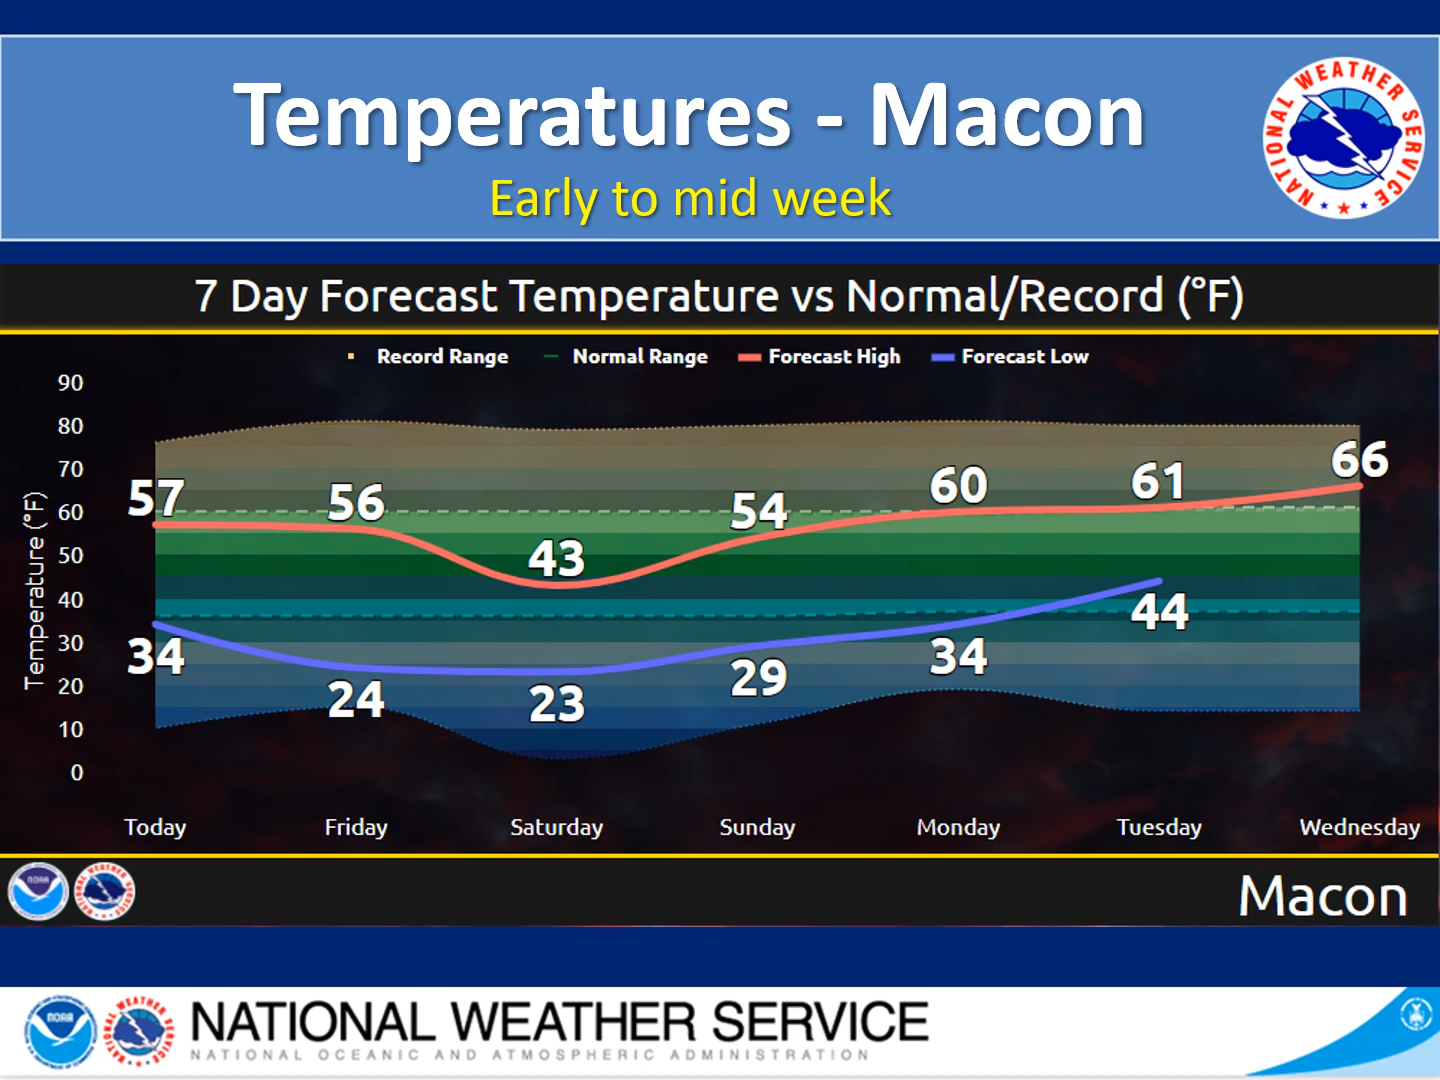 Temperatures - Macon
Early to mid week
NATIONAL WEATHER SERVICE
7 Day Forecast Temperature vs Normal/Record (°F)
Record Range Normal Range Forecast High Forecast Low
Temperature (°F)
90
80
70
60
50
40
30
20
10
0
57 56 43 54 60 61 66
34 24 23 29 34 44
Today Friday Saturday Sunday Monday Tuesday Wednesday
NOAA
Macon
NOAA
NATIONAL WEATHER SERVICE
NATIONAL OCEANIC AND ATMOSPHERIC ADMINISTRATION